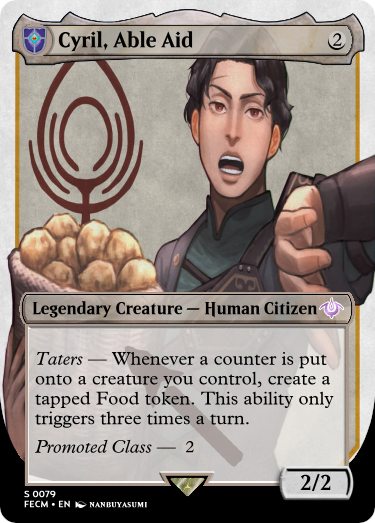 Cyril, Able Aid 2
Legendary Creature — Human Citizen
Taters — Whenever a counter is put
onto a creature you control, create a
tapped Food token. This ability only
triggers three times a turn.
Promoted Class — 2
2/2
S 0079
FECM • EN NANBUYASUMI